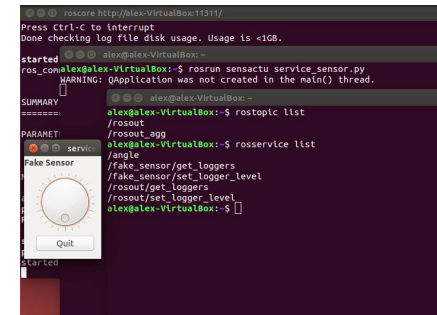 roscore http://alex-VirtualBox:11311/
Press Ctrl-C to interrupt
Done checking log file disk usage. Usage is <1GB.
alex@alex-VirtualBox: ~
started
ros_com
alex@alex-VirtualBox:~$ rosrun sensactu service_sensor.py
WARNING: QApplication was not created in the main() thread.
SUMMARY
========
PARAMET
alex@alex-VirtualBox: ~
alex@alex-VirtualBox:~$ rostopic list
/rosout
/rosout_agg
alex@alex-VirtualBox:~$ rosservice list
/angle
/fake_sensor/get_loggers
/fake_sensor/set_logger_level
/rosout/get_loggers
/rosout/set_logger_level
alex@alex-VirtualBox:~$
service
Fake Sensor
Quit
started